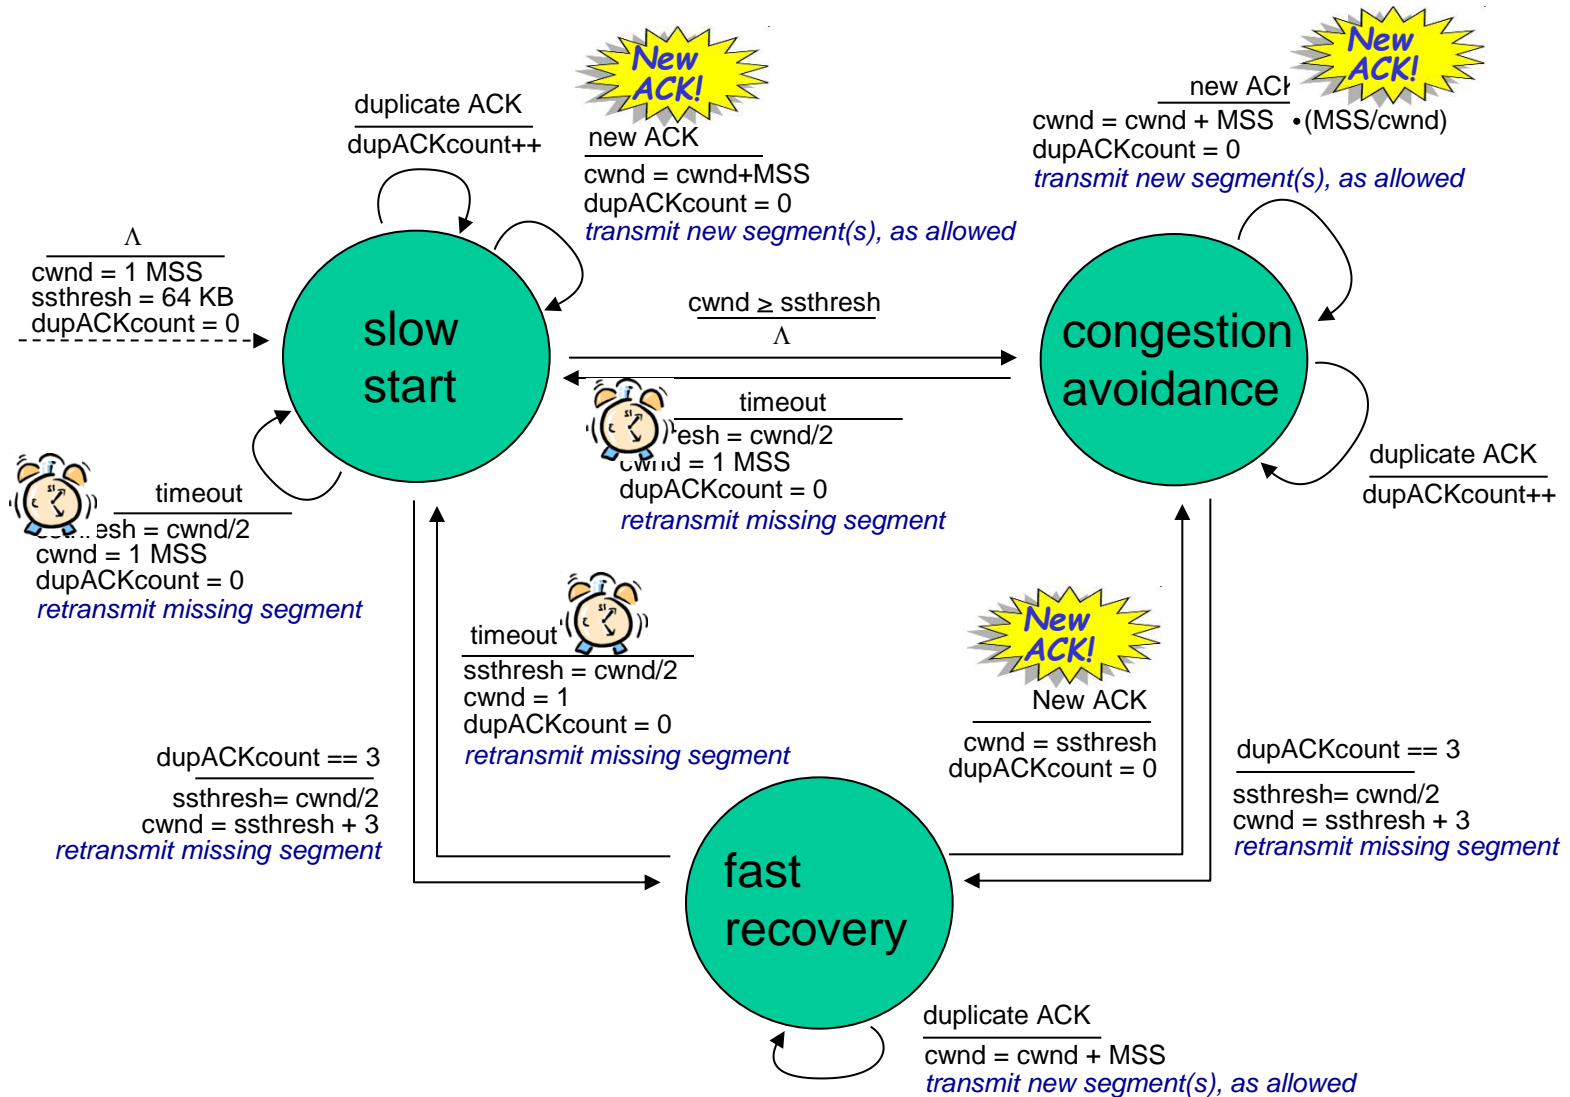 New
ACK!
duplicate ACK
dupACKcount++
new ACK
cwnd = cwnd+MSS
dupACKcount = 0
transmit new segment(s), as allowed
New
ACK!
new ACK
cwnd = cwnd + MSS •(MSS/cwnd)
dupACKcount = 0
transmit new segment(s), as allowed
Λ
cwnd = 1 MSS
ssthresh = 64 KB
dupACKcount = 0
slow
start
cwnd ≥ ssthresh
Λ
congestion
avoidance
timeout
esh = cwnd/2
cwnd = 1 MSS
dupACKcount = 0
retransmit missing segment
duplicate ACK
dupACKcount++
timeout
esh = cwnd/2
cwnd = 1 MSS
dupACKcount = 0
retransmit missing segment
timeout
ssthresh = cwnd/2
cwnd = 1
dupACKcount = 0
retransmit missing segment
New
ACK!
New ACK
cwnd = ssthresh
dupACKcount = 0
dupACKcount == 3
ssthresh= cwnd/2
cwnd = ssthresh + 3
retransmit missing segment
dupACKcount == 3
ssthresh= cwnd/2
cwnd = ssthresh + 3
retransmit missing segment
fast
recovery
duplicate ACK
cwnd = cwnd + MSS
transmit new segment(s), as allowed